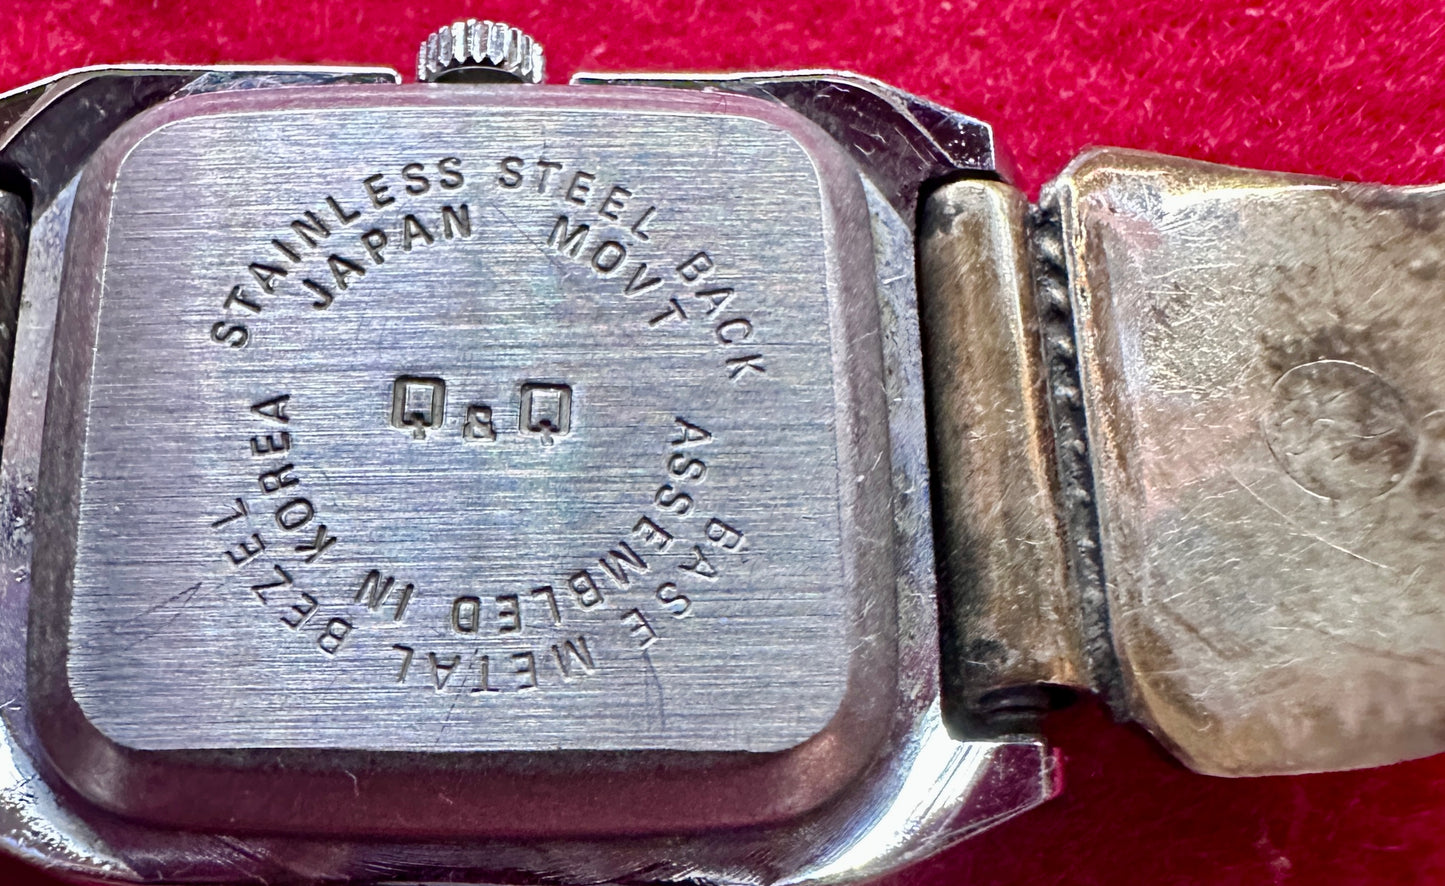 STAINLESS STEEL BACK
JAPAN MOVT
Q&Q
ASSEMBLED IN KOREA
BASE METAL BEZEL